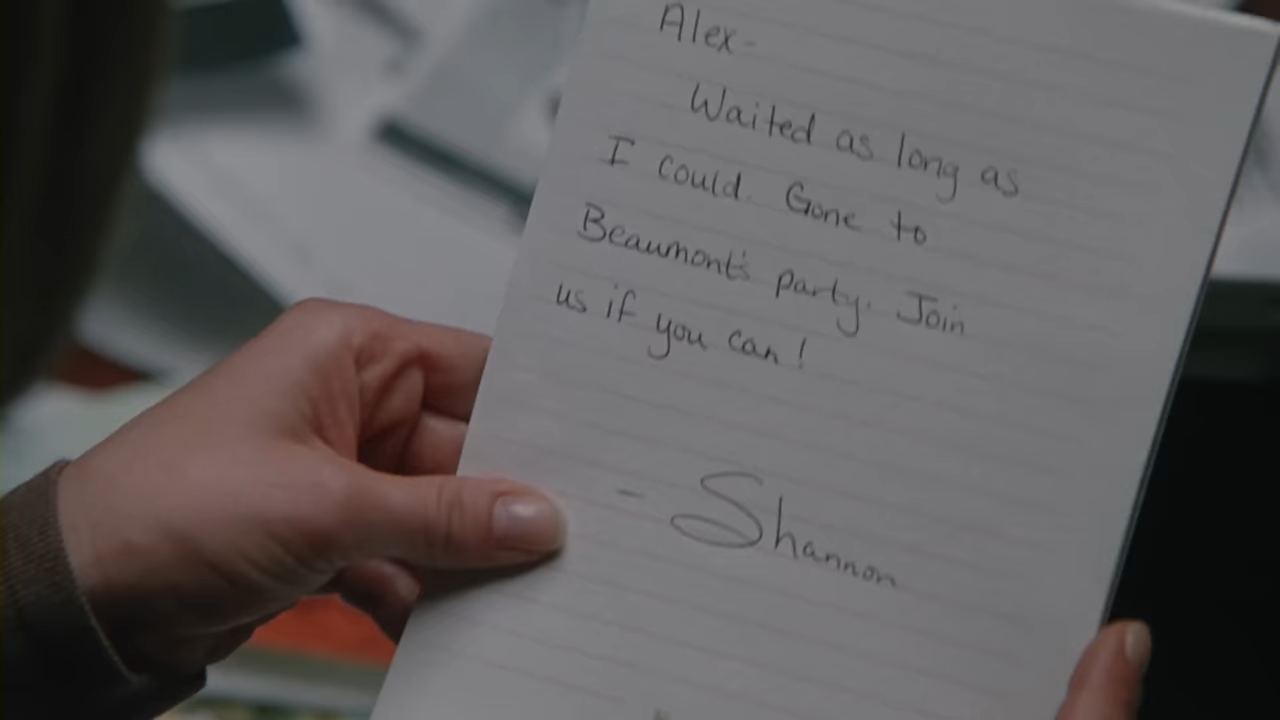 Alex-
Waited as long as
I could. Gone to
Beaumont's party. Join
us if you can!
- Shannon